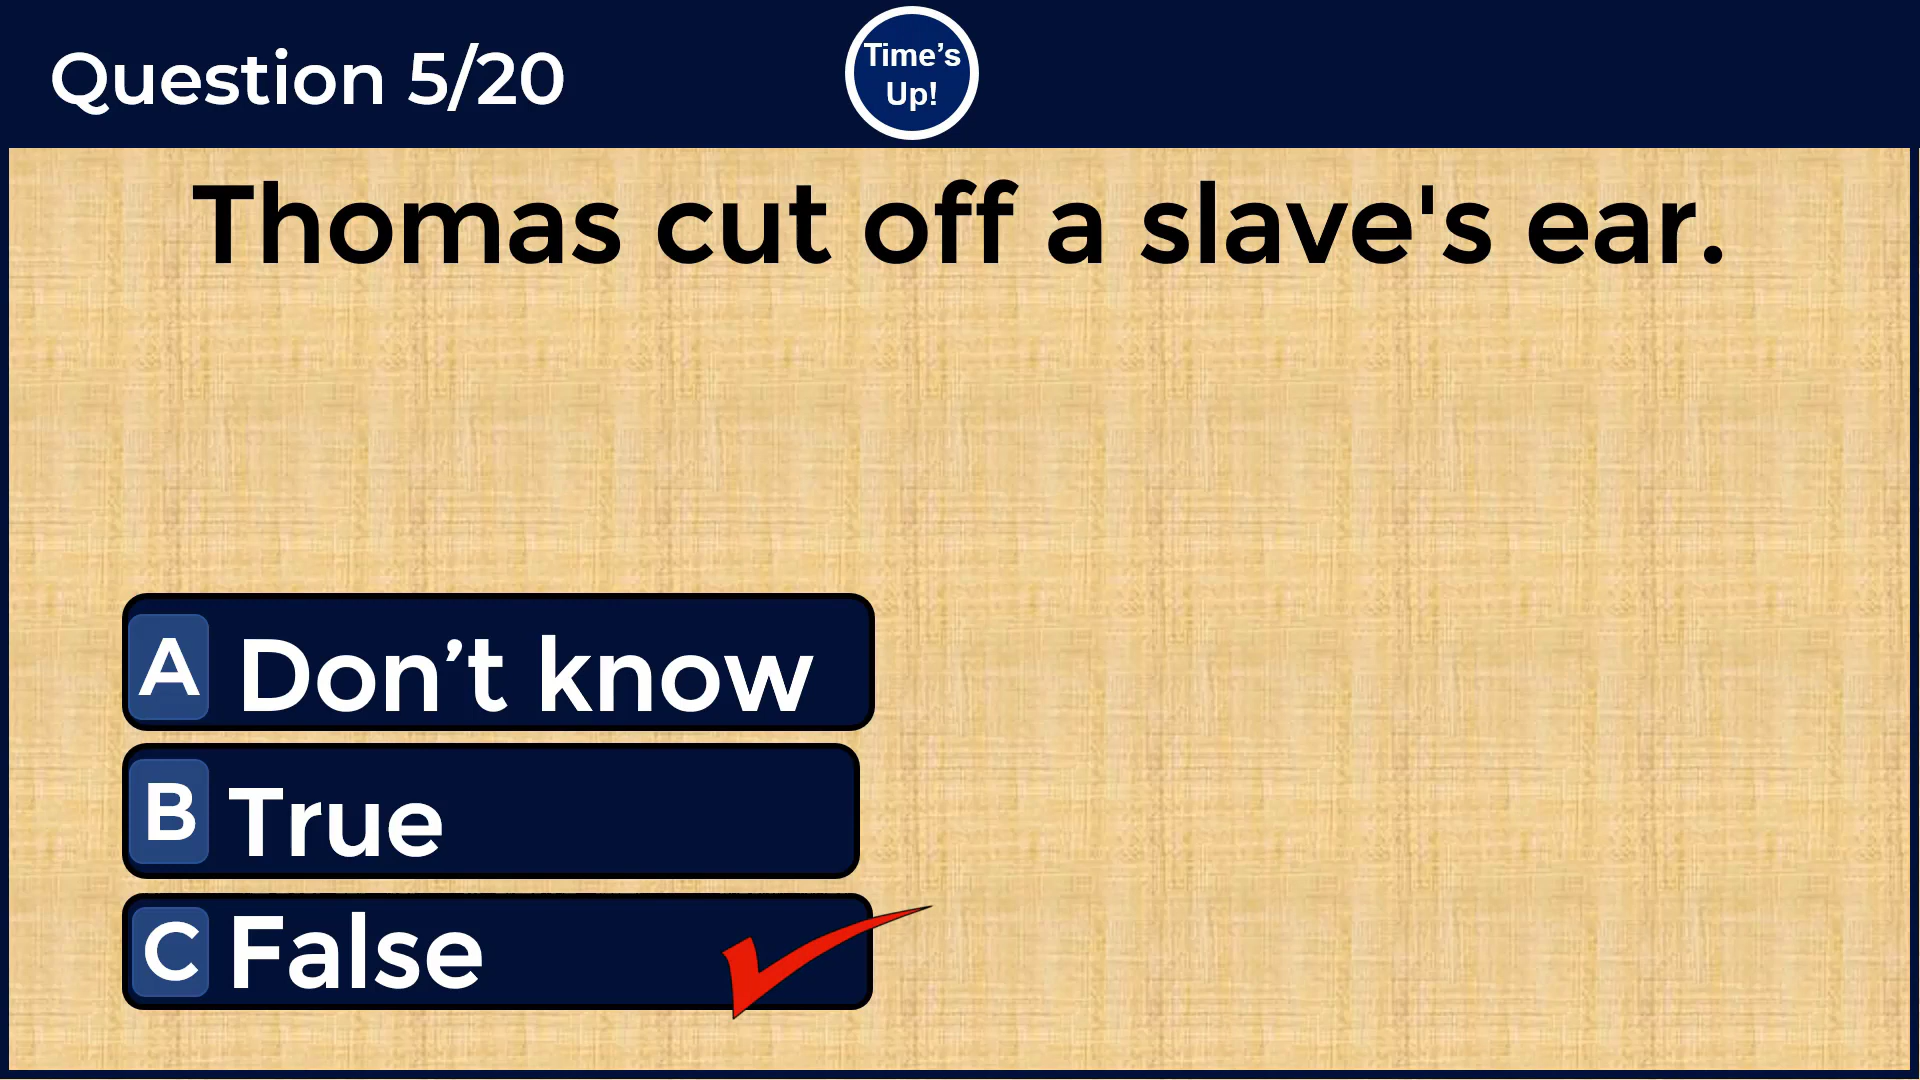 Question 5/20
Time’s
Up!
Thomas cut off a slave's ear.
A Don’t know
B True
C False